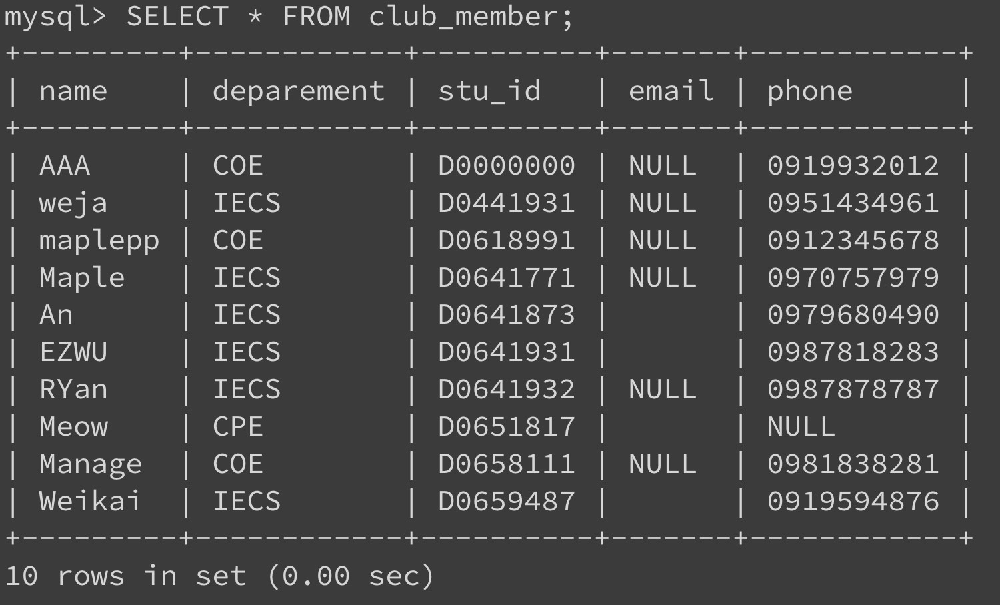 mysql> SELECT * FROM club_member;
+---------+------------+----------+-------+------------+
| name    | deparement | stu_id   | email | phone      |
+---------+------------+----------+-------+------------+
| AAA     | COE        | D0000000 | NULL  | 0919932012 |
| weja    | IECS       | D0441931 | NULL  | 0951434961 |
| maplepp | COE        | D0618991 | NULL  | 0912345678 |
| Maple   | IECS       | D0641771 | NULL  | 0970757979 |
| An      | IECS       | D0641873 |       | 0979680490 |
| EZWU    | IECS       | D0641931 |       | 0987818283 |
| RYan    | IECS       | D0641932 | NULL  | 0987878787 |
| Meow    | CPE        | D0651817 |       | NULL       |
| Manage  | COE        | D0658111 | NULL  | 0981838281 |
| Weikai  | IECS       | D0659487 |       | 0919594876 |
+---------+------------+----------+-------+------------+
10 rows in set (0.00 sec)